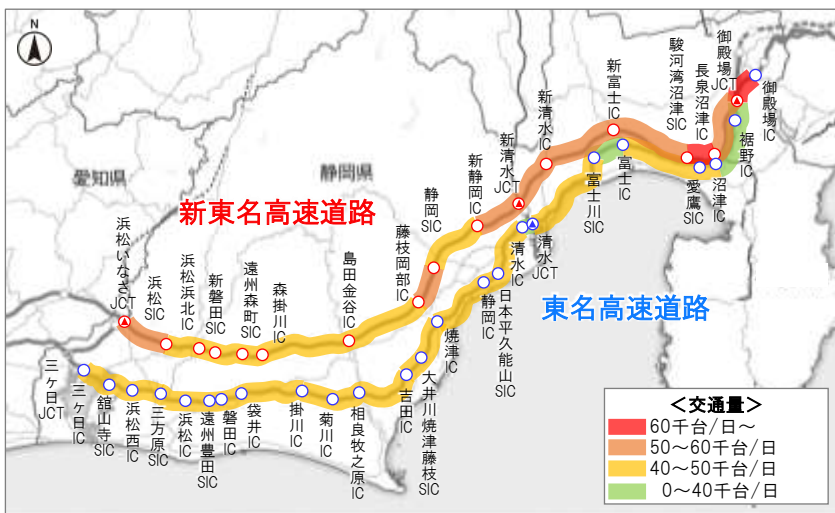 N
愛知県
静岡県
新東名高速道路
東名高速道路
浜松いなさJCT
浜松SIC
浜松浜北IC
新磐田SIC
遠州森町SIC
森掛川IC
島田金谷IC
藤枝岡部IC
静岡SIC
新静岡IC
新清水JCT
新清水IC
新富士IC
駿河湾沼津SIC
長泉沼津IC
御殿場JCT
御殿場IC
裾野IC
沼津IC
愛鷹SIC
富士IC
富士川SIC
清水JCT
清水IC
日本平久能山SIC
静岡IC
焼津IC
大井川焼津藤枝SIC
吉田IC
相良牧之原IC
菊川IC
掛川IC
袋井IC
磐田IC
遠州豊田SIC
浜松IC
三方原SIC
浜松西IC
舘山寺SIC
三ヶ日IC
三ヶ日JCT
＜交通量＞
60千台/日～
50～60千台/日
40～50千台/日
0～40千台/日